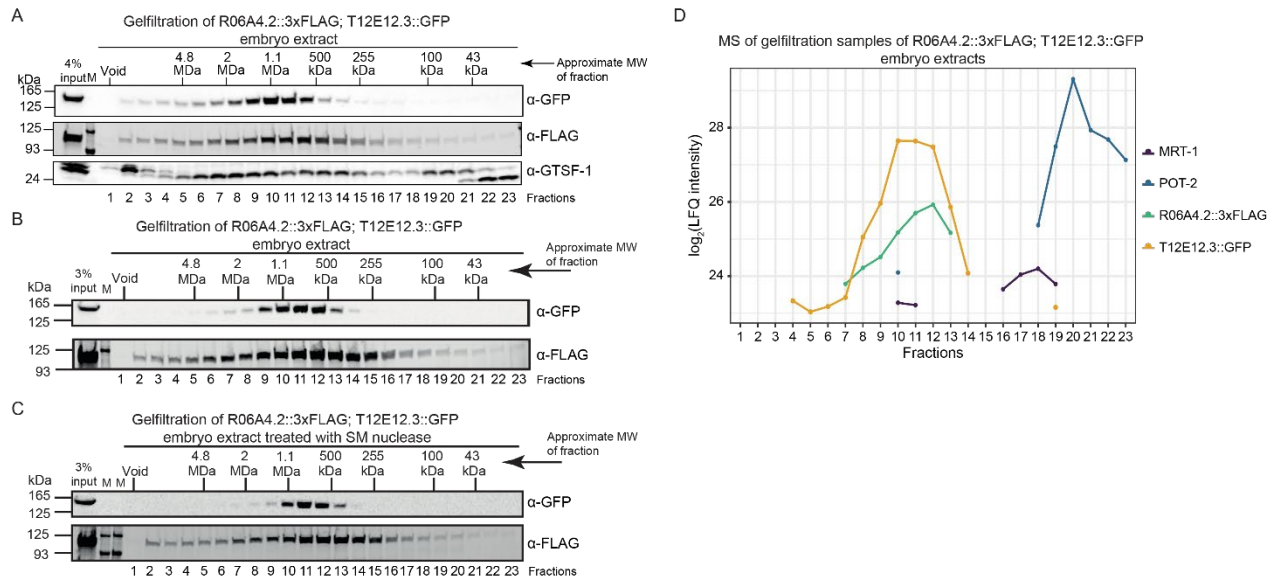 A
Gelfiltration of R06A4.2::3xFLAG; T12E12.3::GFP
embryo extract
4.8 2 1.1 500 255 100 43
4% input M Void MDa MDa MDa kDa kDa kDa kDa Approximate MW of fraction
kDa
165
125
α-GFP
125
93
α-FLAG
24
α-GTSF-1
1 2 3 4 5 6 7 8 9 10 11 12 13 14 15 16 17 18 19 20 21 22 23 Fractions
B
Gelfiltration of R06A4.2::3xFLAG; T12E12.3::GFP
embryo extract
Approximate MW
of fraction
4.8 2 1.1 500 255 100 43
3% input M Void MDa MDa MDa kDa kDa kDa kDa
kDa
165
125
α-GFP
125
93
α-FLAG
1 2 3 4 5 6 7 8 9 10 11 12 13 14 15 16 17 18 19 20 21 22 23 Fractions
C
Gelfiltration of R06A4.2::3xFLAG; T12E12.3::GFP
embryo extract treated with SM nuclease
Approximate MW
of fraction
4.8 2 1.1 500 255 100 43
3% input M M Void MDa MDa MDa kDa kDa kDa kDa
kDa
165
125
α-GFP
125
93
α-FLAG
1 2 3 4 5 6 7 8 9 10 11 12 13 14 15 16 17 18 19 20 21 22 23 Fractions
D
MS of gelfiltration samples of R06A4.2::3xFLAG; T12E12.3::GFP
embryo extracts
log2(LFQ intensity)
28
26
24
1 2 3 4 5 6 7 8 9 10 11 12 13 14 15 16 17 18 19 20 21 22 23
Fractions
MRT-1
POT-2
R06A4.2::3xFLAG
T12E12.3::GFP